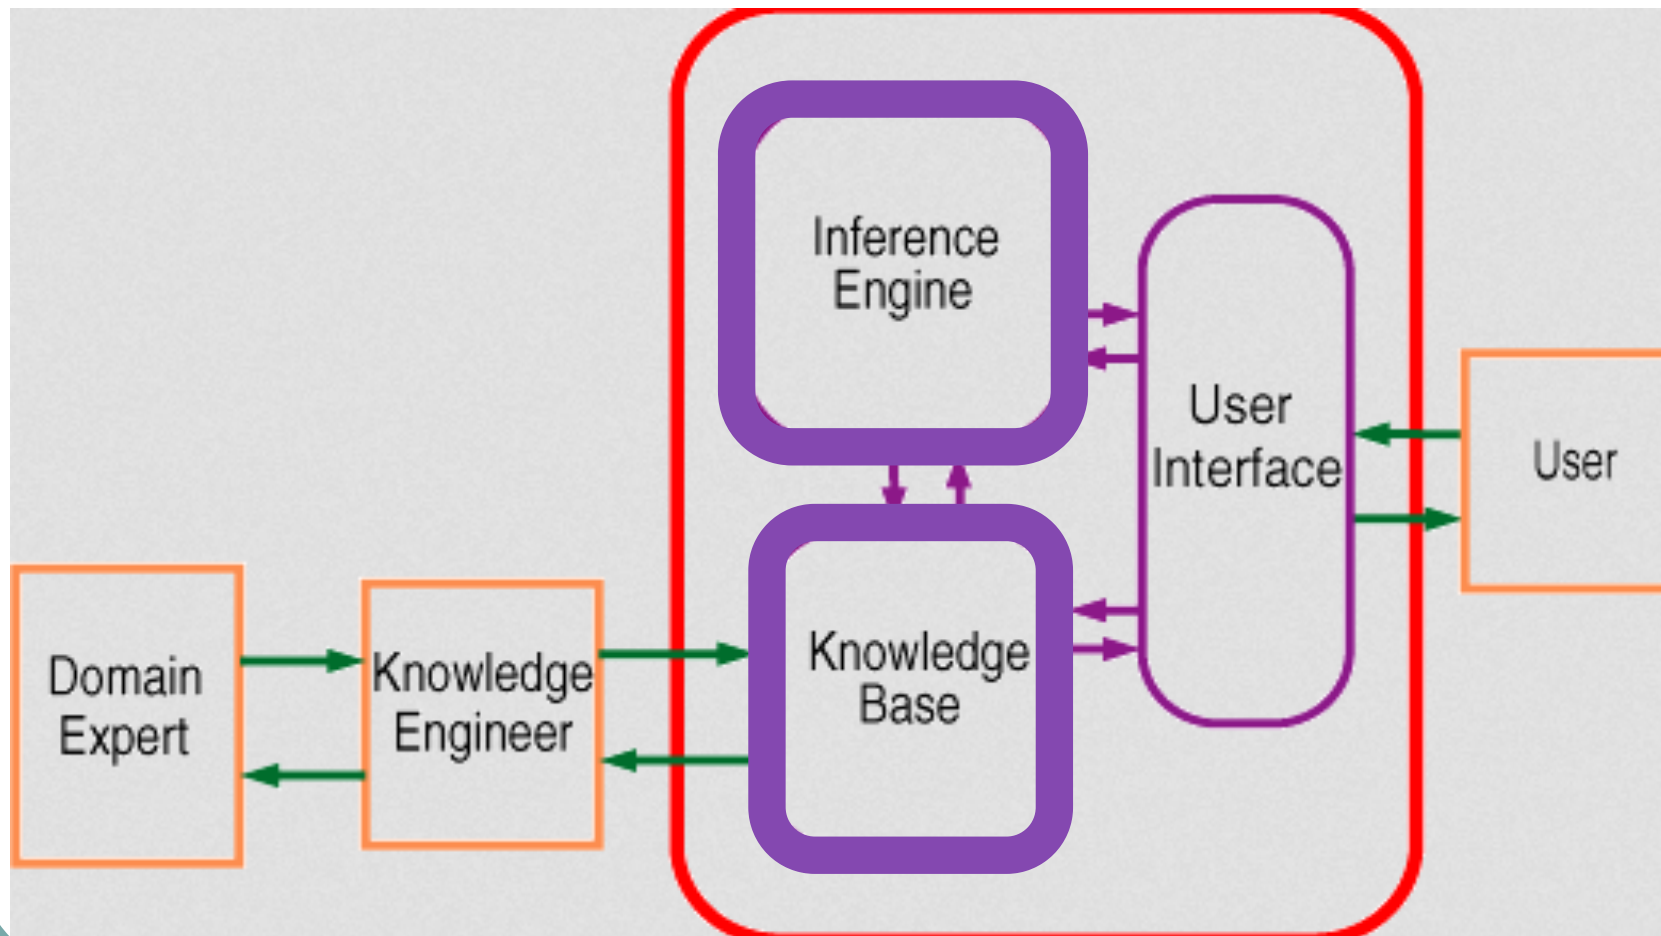 Inference
Engine
User
Interface
User
Domain
Expert
Knowledge
Engineer
Knowledge
Base